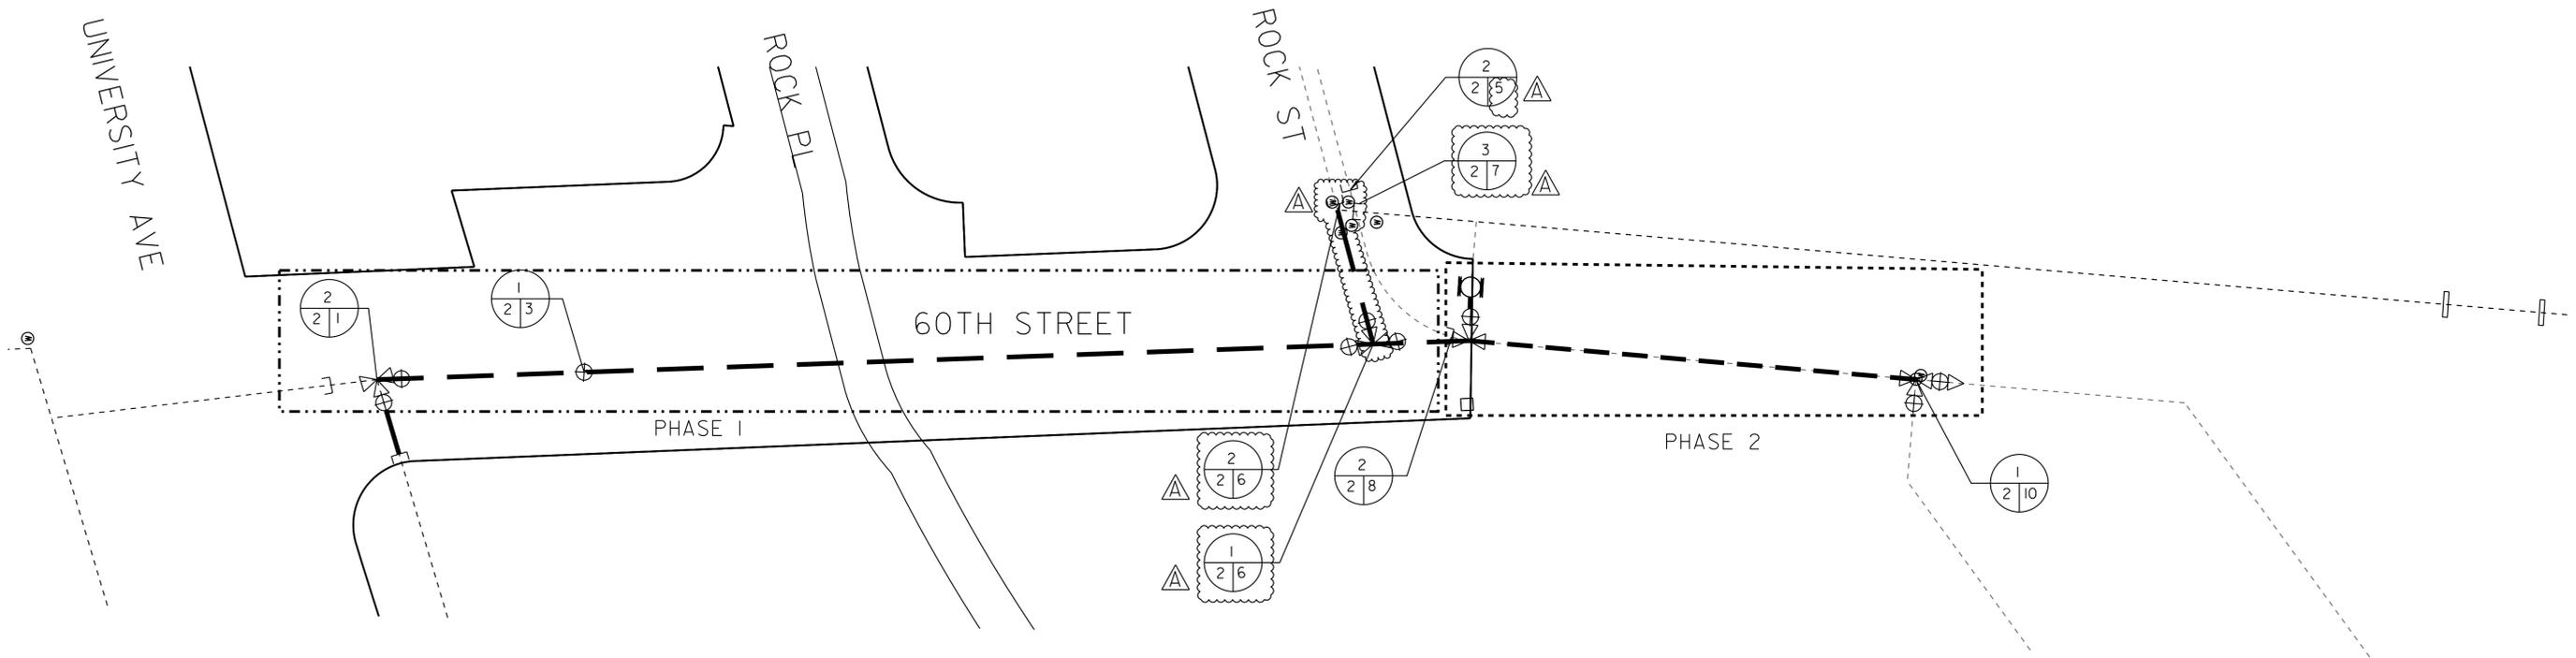 UNIVERSITY AVE
ROCK PL
ROCK ST
2
2 5
A
3
2 7
A
A
W
W
W
W
W
2
2 1
1
2 3
60TH STREET
W
W
PHASE 1
PHASE 2
2
2 6
A
2
2 8
1
2 10
1
2 6
A